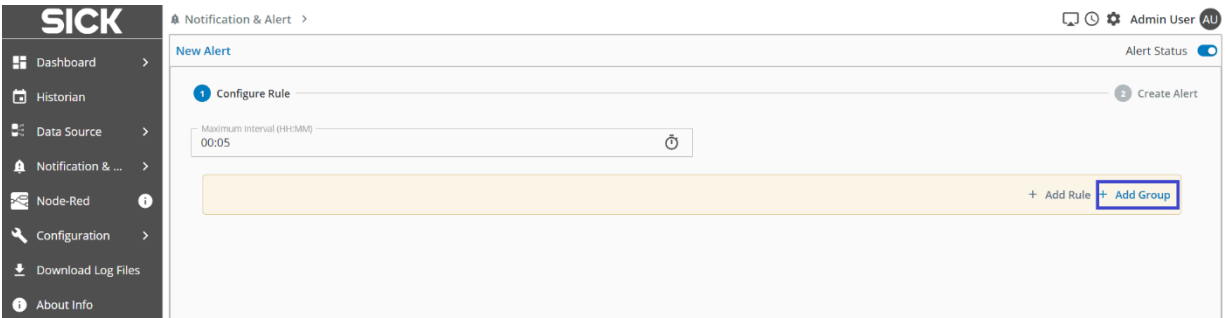 SICK
Notification & Alert >
Admin User AU
Dashboard
Historian
Data Source
Notification & ...
Node-Red
Configuration
Download Log Files
About Info
New Alert
Alert Status
1 Configure Rule
2 Create Alert
Maximum Interval (HH:MM)
00:05
+ Add Rule + Add Group